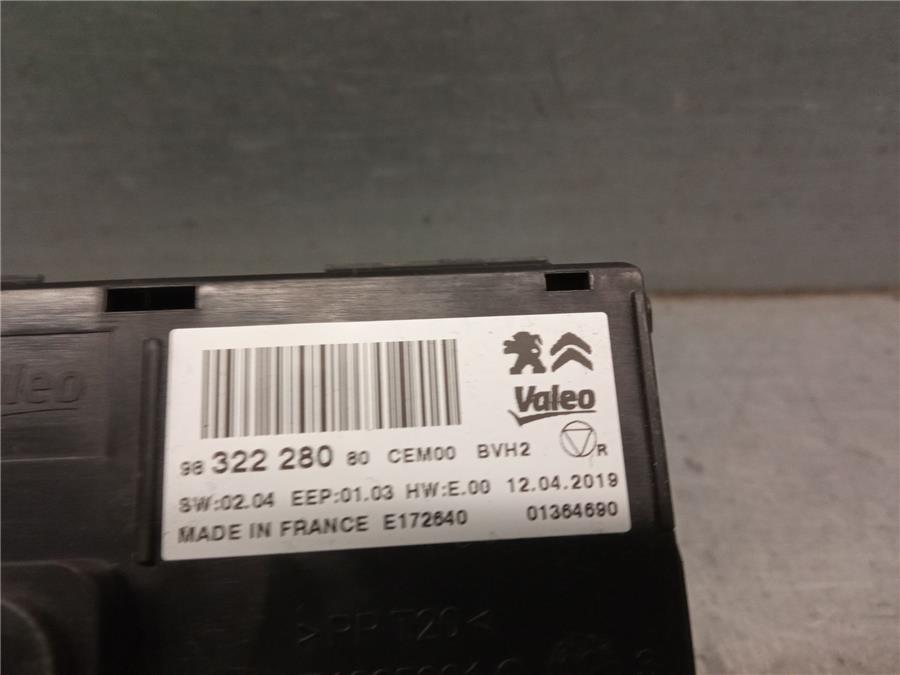 Valeo
98 322 280 80 CEM00 BVH2 R
SW:02.04 EEP:01.03 HW:E.00 12.04.2019
MADE IN FRANCE E172640 01364690
>PP T20<